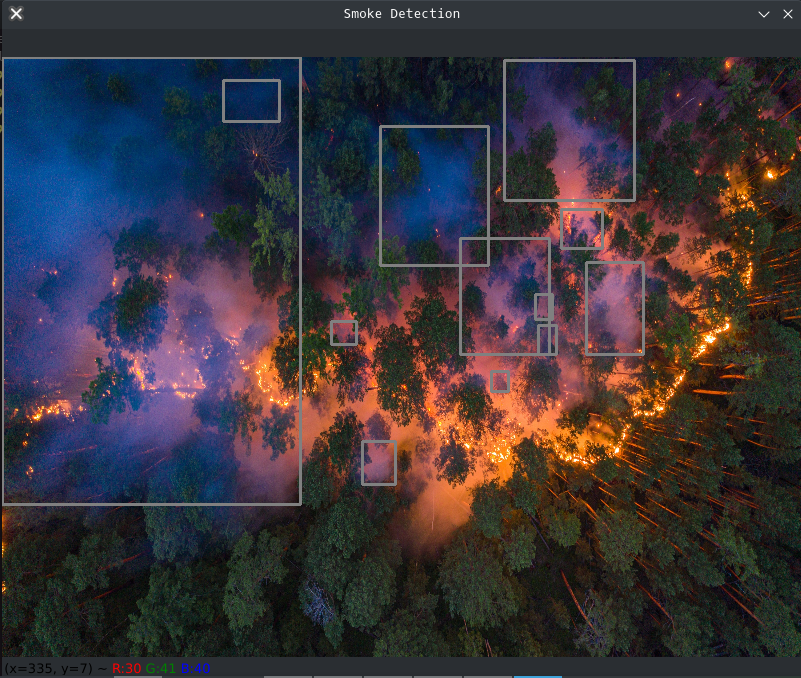 Smoke Detection
(x=335, y=7) ~ R:30 G:41 B:40